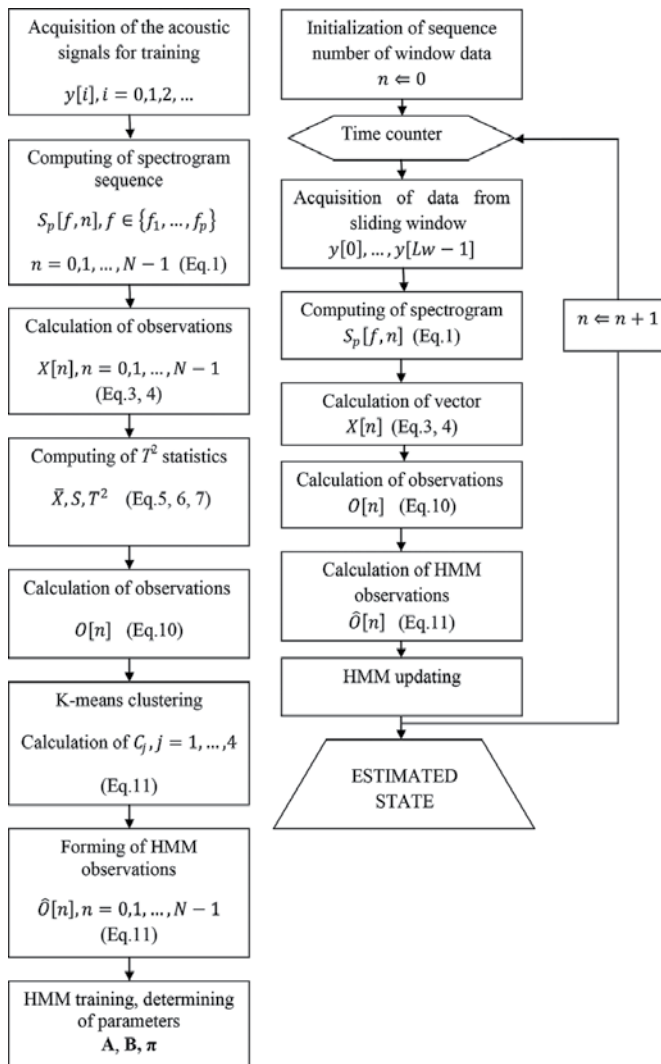 Acquisition of the acoustic
signals for training
y[i], i = 0,1,2, ...
Computing of spectrogram
sequence
S_p[f, n], f ∈ {f_1, ..., f_p}
n = 0,1, ..., N − 1 (Eq.1)
Calculation of observations
X[n], n = 0,1, ..., N − 1
(Eq.3, 4)
Computing of T² statistics
X̄, S, T² (Eq.5, 6, 7)
Calculation of observations
O[n] (Eq.10)
K-means clustering
Calculation of C_j, j = 1, ...,4
(Eq.11)
Forming of HMM
observations
Ô[n], n = 0,1, ..., N − 1
(Eq.11)
HMM training, determining
of parameters
A, B, π
Initialization of sequence
number of window data
n ⇐ 0
Time counter
Acquisition of data from
sliding window
y[0], ..., y[Lw − 1]
Computing of spectrogram
S_p[f, n] (Eq.1)
Calculation of vector
X[n] (Eq.3, 4)
Calculation of observations
O[n] (Eq.10)
Calculation of HMM
observations
Ô[n] (Eq.11)
HMM updating
ESTIMATED
STATE
n ⇐ n + 1